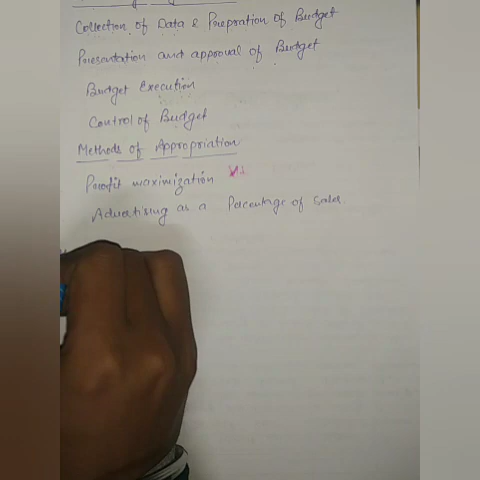 Collection of Data & Prepration of Budget
Presentation and approval of Budget
Budget Execution
Control of Budget
Methods of Appropriation
Profit maximization V.I
Advertising as a Percentage of Sales.